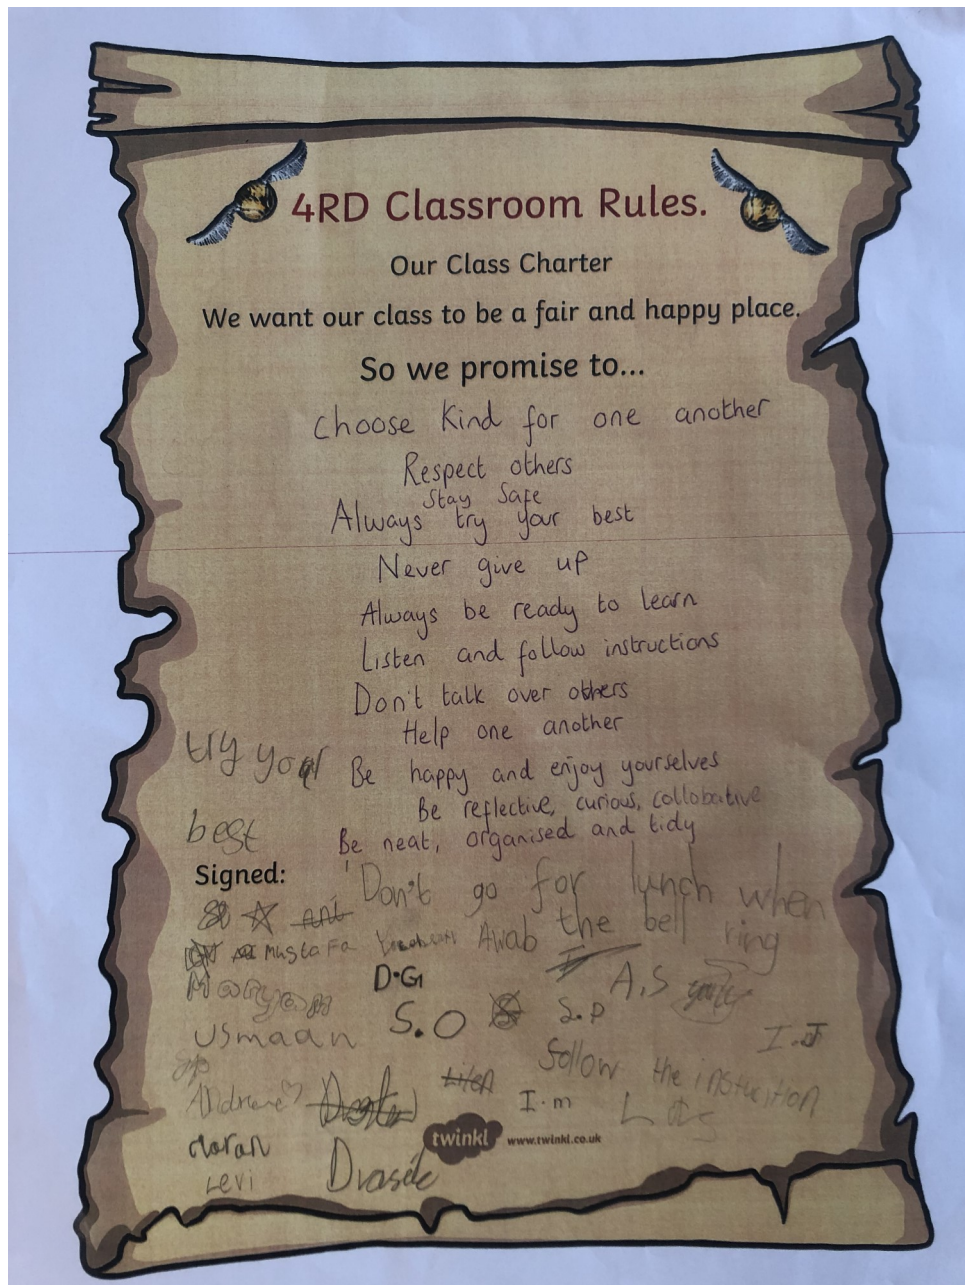 4RD Classroom Rules.
Our Class Charter
We want our class to be a fair and happy place.
So we promise to...
choose kind for one another
Respect others
Stay Safe
Always try your best
Never give up
Always be ready to learn
Listen and follow instructions
Don't talk over others
Help one another
try your
Be happy and enjoy yourselves
Be reflective, curious, collobative
best
Be neat, organised and tidy
Signed:
Don't go for lunch when
the bell ring
Mustafa
Awab
D.G
A.S
S.O
S.P
Usmaan
I.J
follow the instucition
I.m
twinkl www.twinkl.co.uk
Levi